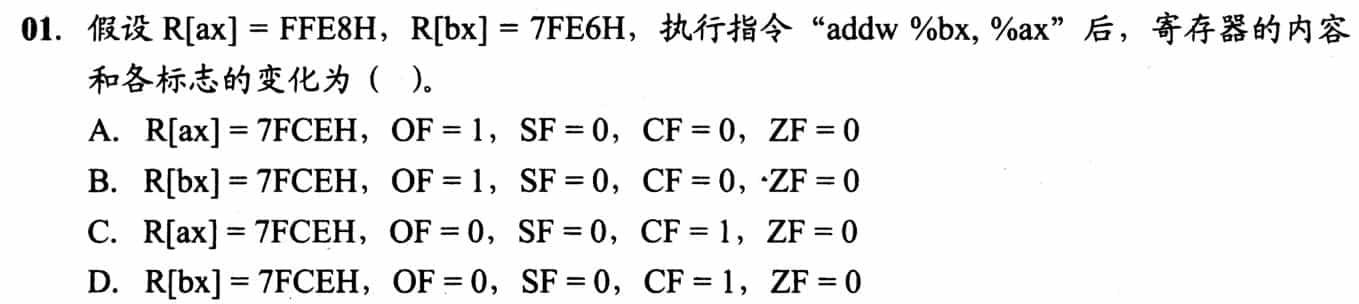 01. 假设 R[ax] = FFE8H，R[bx] = 7FE6H，执行指令 “addw %bx, %ax” 后，寄存器的内容
和各标志的变化为（ ）。
A. R[ax] = 7FCEH，OF = 1，SF = 0，CF = 0，ZF = 0
B. R[bx] = 7FCEH，OF = 1，SF = 0，CF = 0，ZF = 0
C. R[ax] = 7FCEH，OF = 0，SF = 0，CF = 1，ZF = 0
D. R[bx] = 7FCEH，OF = 0，SF = 0，CF = 1，ZF = 0